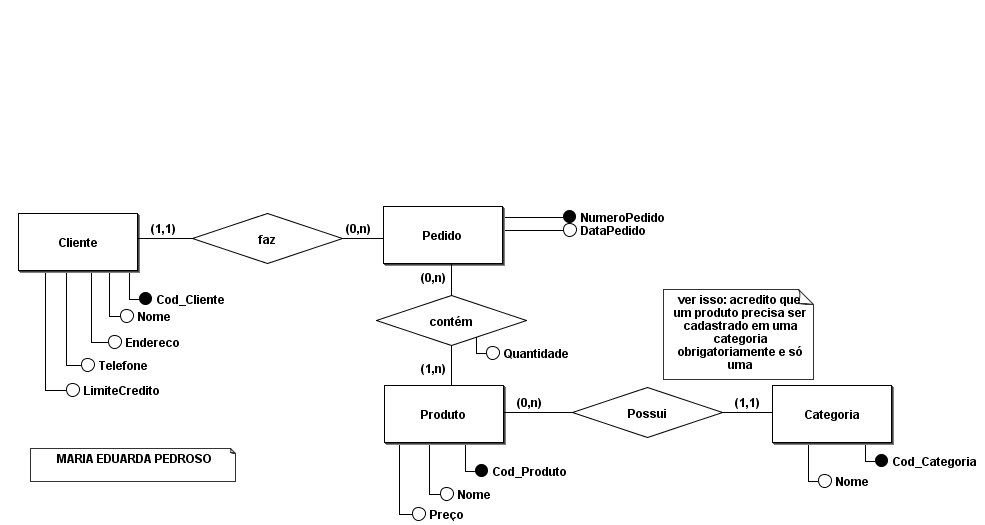 Cliente
(1,1)
faz
(0,n)
Pedido
NumeroPedido
DataPedido
Cod_Cliente
Nome
Endereco
Telefone
LimiteCredito
(0,n)
contém
Quantidade
(1,n)
ver isso: acredito que
um produto precisa ser
cadastrado em uma
categoria
obrigatoriamente e só
uma
Produto
(0,n)
Possui
(1,1)
Categoria
MARIA EDUARDA PEDROSO
Cod_Produto
Nome
Preço
Cod_Categoria
Nome